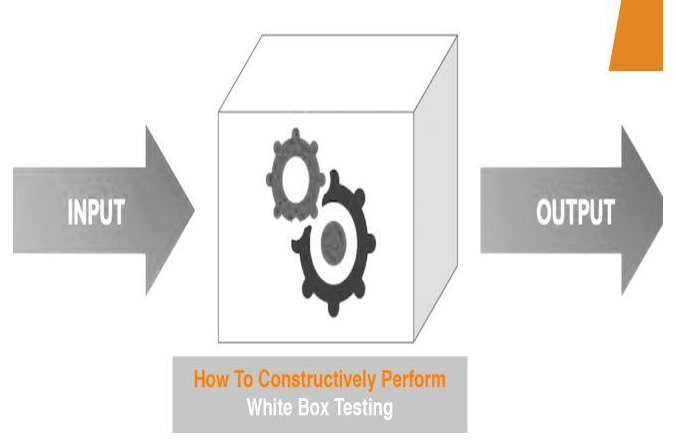 INPUT
OUTPUT
How To Constructively Perform
White Box Testing